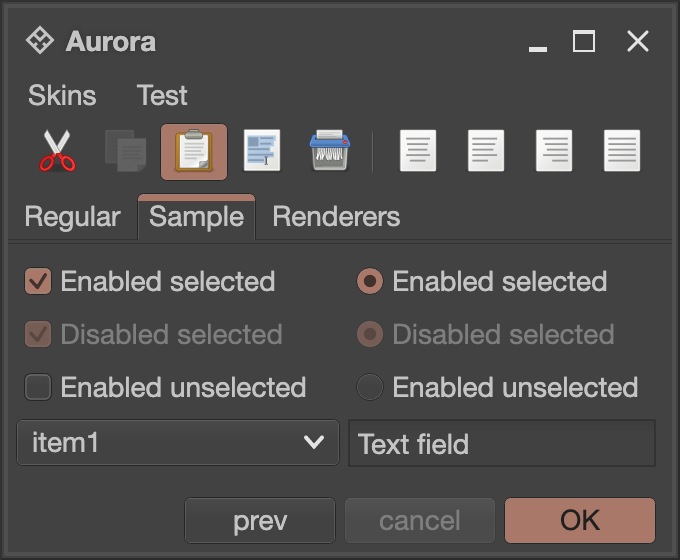 Aurora
Skins Test
Regular Sample Renderers
Enabled selected Enabled selected
Disabled selected Disabled selected
Enabled unselected Enabled unselected
item1 Text field
prev cancel OK